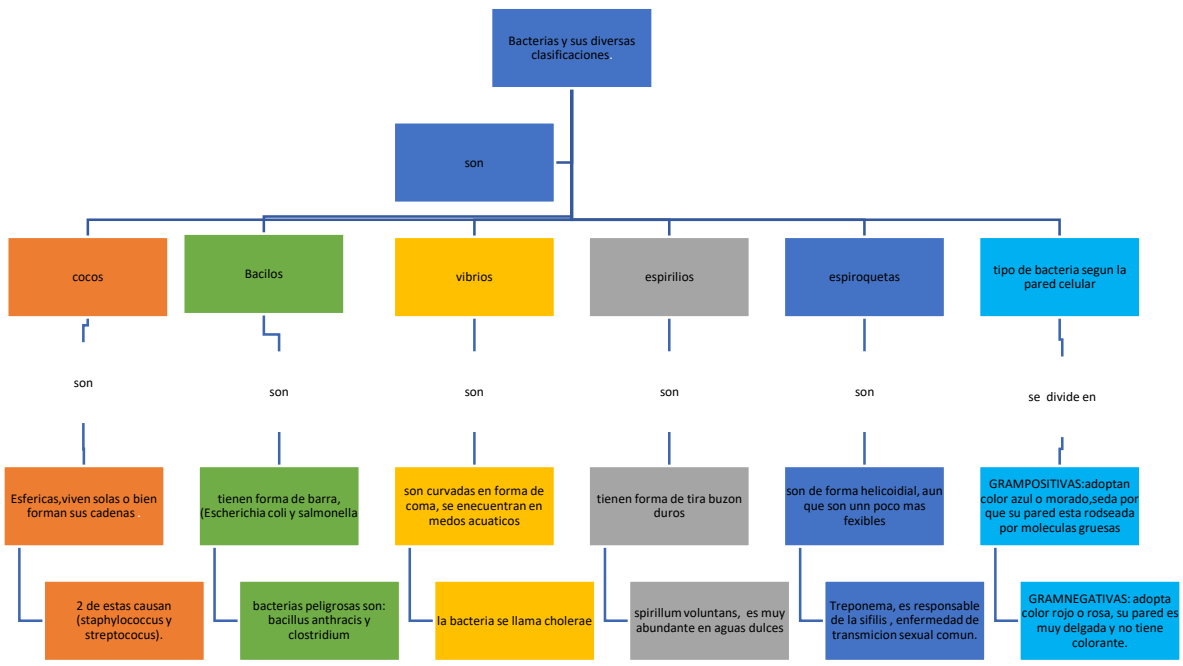 Bacterias y sus diversas
clasificaciones.
son
cocos
Bacilos
vibrios
espirilios
espiroquetas
tipo de bacteria segun la
pared celular
son
son
son
son
son
se divide en
Esfericas,viven solas o bien
forman sus cadenas .
tienen forma de barra,
(Escherichia coli y salmonella
son curvadas en forma de
coma, se enecuentran en
medos acuaticos
tienen forma de tira buzon
duros
son de forma helicoidial, aun
que son unn poco mas
fexibles
GRAMPOSITIVAS:adoptan
color azul o morado,seda por
que su pared esta rodseada
por moleculas gruesas
2 de estas causan
(staphylococcus y
streptococus).
bacterias peligrosas son:
bacillus anthracis y
clostridium
la bacteria se llama cholerae
spirillum voluntans, es muy
abundante en aguas dulces
Treponema, es responsable
de la sifilis , enfermedad de
transmicion sexual comun.
GRAMNEGATIVAS: adopta
color rojo o rosa, su pared es
muy delgada y no tiene
colorante.